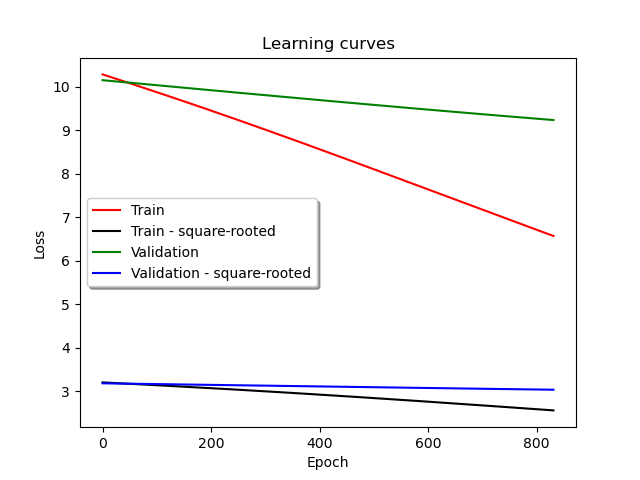 Learning curves
10
9
8
7
6
5
4
3
Loss
Train
Train - square-rooted
Validation
Validation - square-rooted
0 200 400 600 800
Epoch